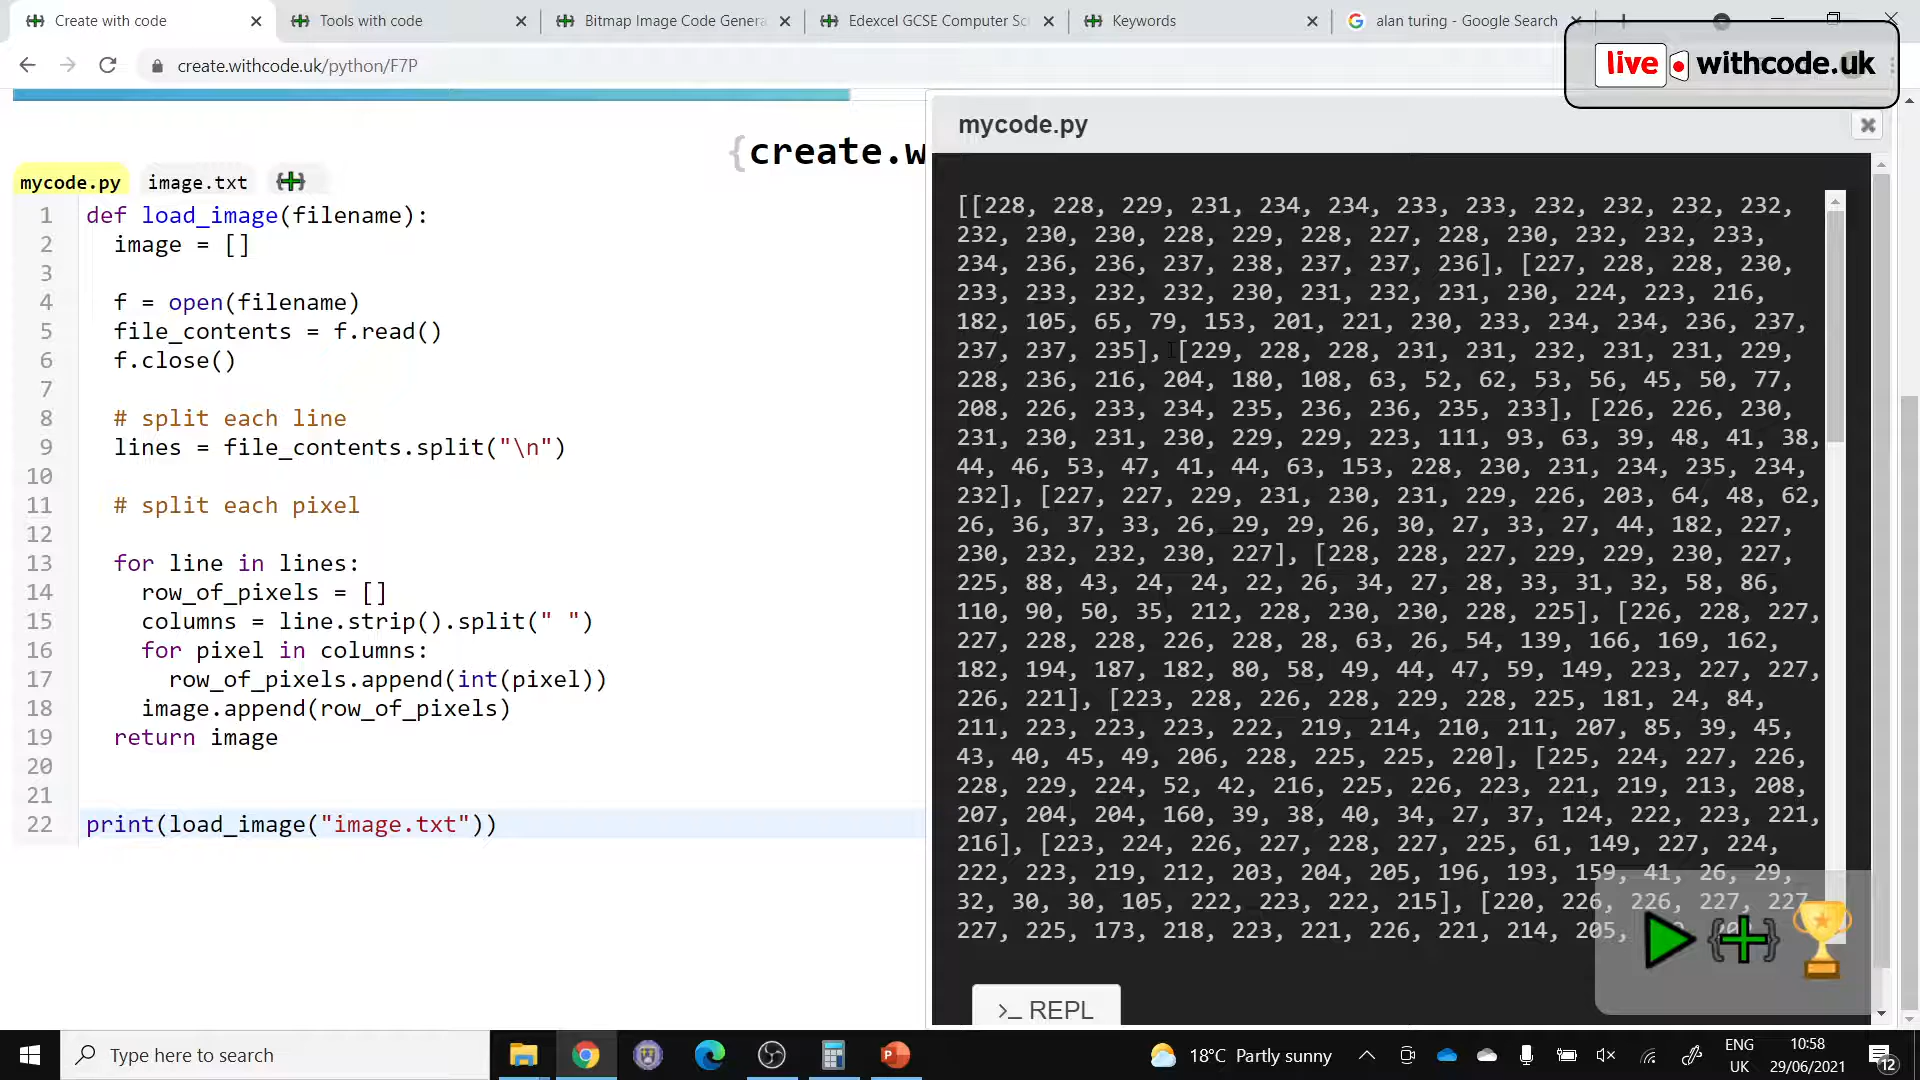 Create with code
Tools with code
Bitmap Image Code Genera
Edexcel GCSE Computer Sc
Keywords
alan turing - Google Search
create.withcode.uk/python/F7P
live withcode.uk
mycode.py
{create.w
mycode.py
image.txt
1 def load_image(filename):
2 image = []
3
4 f = open(filename)
5 file_contents = f.read()
6 f.close()
7
8 # split each line
9 lines = file_contents.split("\n")
10
11 # split each pixel
12
13 for line in lines:
14 row_of_pixels = []
15 columns = line.strip().split(" ")
16 for pixel in columns:
17 row_of_pixels.append(int(pixel))
18 image.append(row_of_pixels)
19 return image
20
21
22 print(load_image("image.txt"))
[[228, 228, 229, 231, 234, 234, 233, 233, 232, 232, 232, 232,
232, 230, 230, 228, 229, 228, 227, 228, 230, 232, 232, 233,
234, 236, 236, 237, 238, 237, 237, 236], [227, 228, 228, 230,
233, 233, 232, 232, 230, 231, 232, 231, 230, 224, 223, 216,
182, 105, 65, 79, 153, 201, 221, 230, 233, 234, 234, 236, 237,
237, 237, 235], [229, 228, 228, 231, 231, 232, 231, 231, 229,
228, 236, 216, 204, 180, 108, 63, 52, 62, 53, 56, 45, 50, 77,
208, 226, 233, 234, 235, 236, 236, 235, 233], [226, 226, 230,
231, 230, 231, 230, 229, 229, 223, 111, 93, 63, 39, 48, 41, 38,
44, 46, 53, 47, 41, 44, 63, 153, 228, 230, 231, 234, 235, 234,
232], [227, 227, 229, 231, 230, 231, 229, 226, 203, 64, 48, 62,
26, 36, 37, 33, 26, 29, 29, 26, 30, 27, 33, 27, 44, 182, 227,
230, 232, 232, 230, 227], [228, 228, 227, 229, 229, 230, 227,
225, 88, 43, 24, 24, 22, 26, 34, 27, 28, 33, 31, 32, 58, 86,
110, 90, 50, 35, 212, 228, 230, 230, 228, 225], [226, 228, 227,
227, 228, 228, 226, 228, 28, 63, 26, 54, 139, 166, 169, 162,
182, 194, 187, 182, 80, 58, 49, 44, 47, 59, 149, 223, 227, 227,
226, 221], [223, 228, 226, 228, 229, 228, 225, 181, 24, 84,
211, 223, 223, 223, 222, 219, 214, 210, 211, 207, 85, 39, 45,
43, 40, 45, 49, 206, 228, 225, 225, 220], [225, 224, 227, 226,
228, 229, 224, 52, 42, 216, 225, 226, 223, 221, 219, 213, 208,
207, 204, 204, 160, 39, 38, 40, 34, 27, 37, 124, 222, 223, 221,
216], [223, 224, 226, 227, 228, 227, 225, 61, 149, 227, 224,
222, 223, 219, 212, 203, 204, 205, 196, 193, 159, 41, 26, 29,
32, 30, 30, 105, 222, 223, 222, 215], [220, 226, 226, 227, 227,
227, 225, 173, 218, 223, 221, 226, 221, 214, 205,
>_ REPL
Type here to search
18°C Partly sunny
ENG
UK
10:58
29/06/2021
12